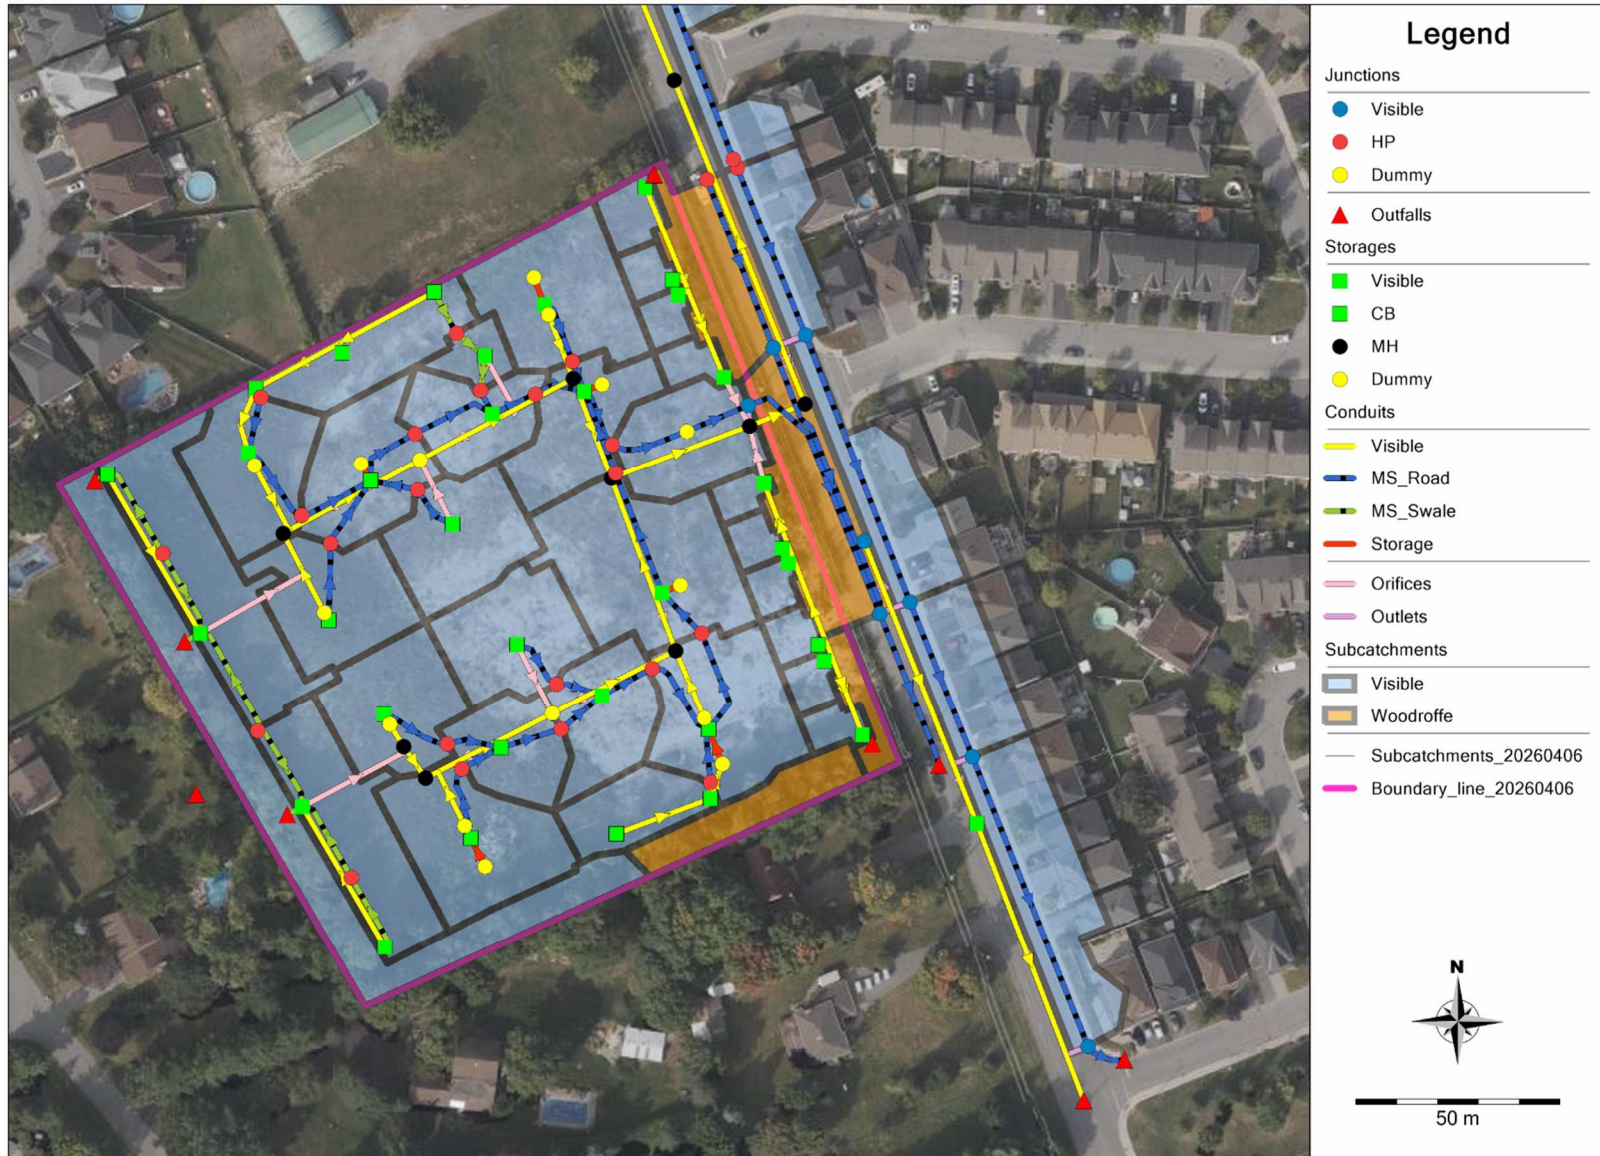 Legend
Junctions
Visible
HP
Dummy
Outfalls
Storages
Visible
CB
MH
Dummy
Conduits
Visible
MS_Road
MS_Swale
Storage
Orifices
Outlets
Subcatchments
Visible
Woodroffe
Subcatchments_20260406
Boundary_line_20260406
N
50 m